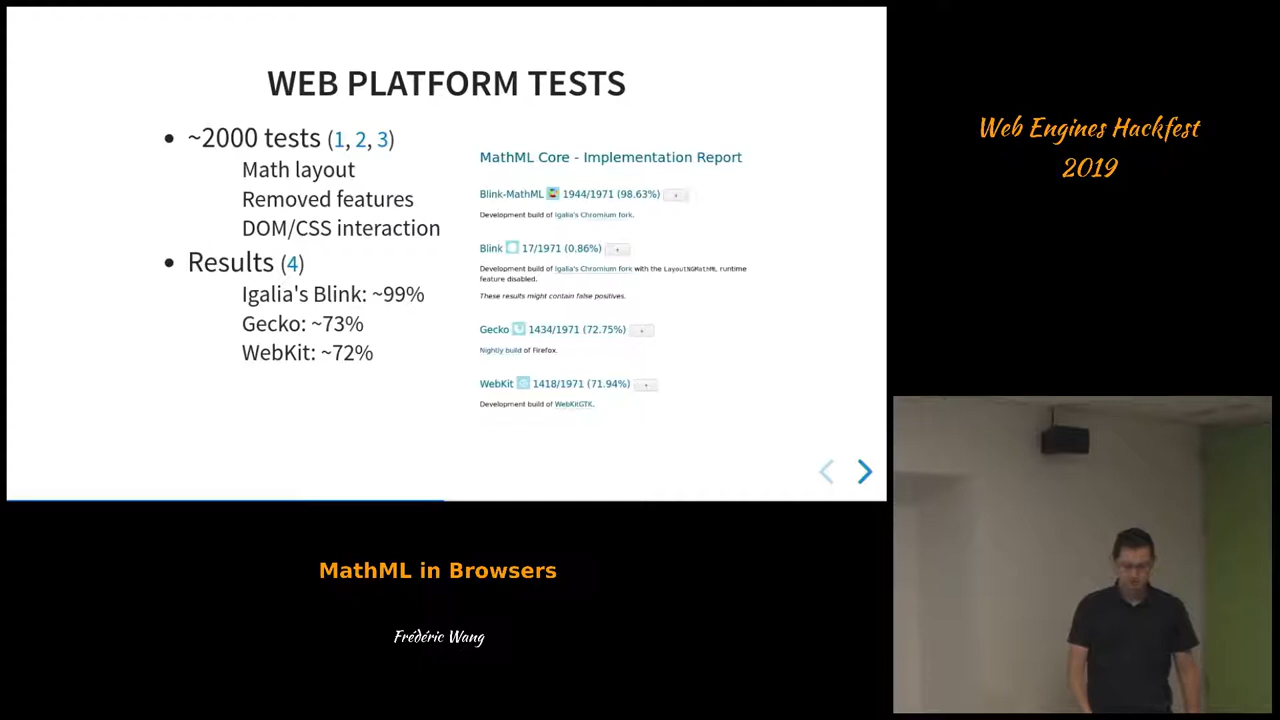 WEB PLATFORM TESTS
• ~2000 tests (1, 2, 3)
Math layout
Removed features
DOM/CSS interaction
• Results (4)
Igalia's Blink: ~99%
Gecko: ~73%
WebKit: ~72%
MathML Core - Implementation Report
Blink-MathML 1944/1971 (98.63%) +
Development build of Igalia's Chromium fork.
Blink 17/1971 (0.86%) +
Development build of Igalia's Chromium fork with the LayoutNGMathML runtime
feature disabled.
These results might contain false positives.
Gecko 1434/1971 (72.75%) +
Nightly build of Firefox.
WebKit 1418/1971 (71.94%) +
Development build of WebKitGTK.
Web Engines Hackfest
2019
MathML in Browsers
Frédéric Wang